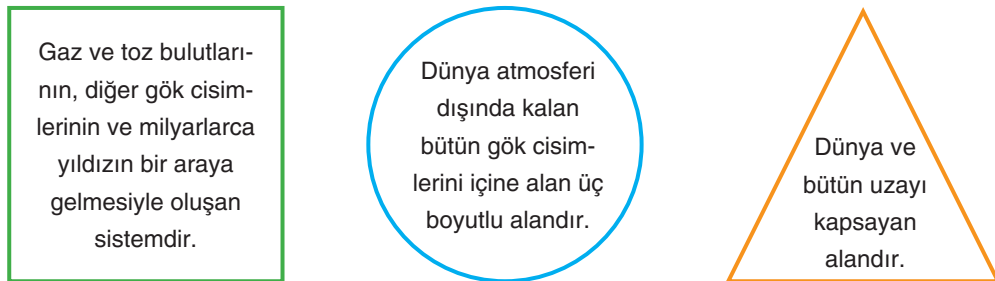 Gaz ve toz bulutları-
nın, diğer gök cisim-
lerinin ve milyarlarca
yıldızın bir araya
gelmesiyle oluşan
sistemdir.
Dünya atmosferi
dışında kalan
bütün gök cisim-
lerini içine alan üç
boyutlu alandır.
Dünya ve
bütün uzayı
kapsayan
alandır.